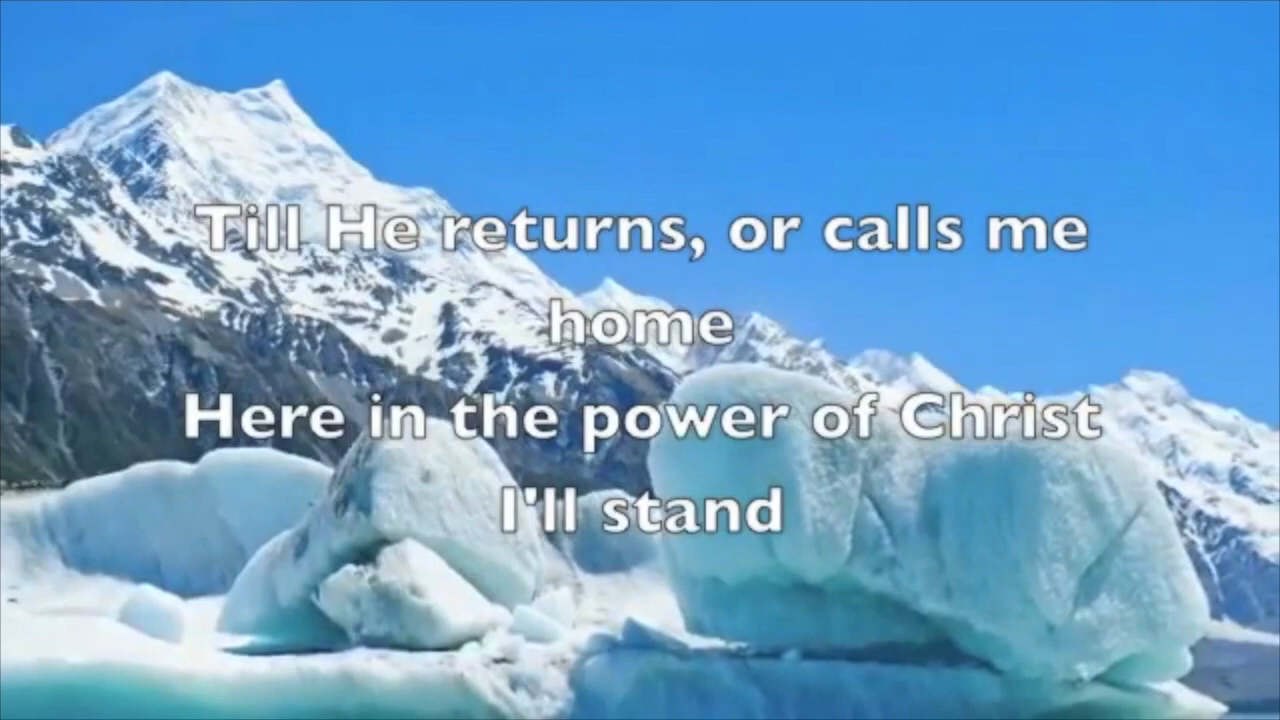 Till He returns, or calls me
home
Here in the power of Christ
I'll stand